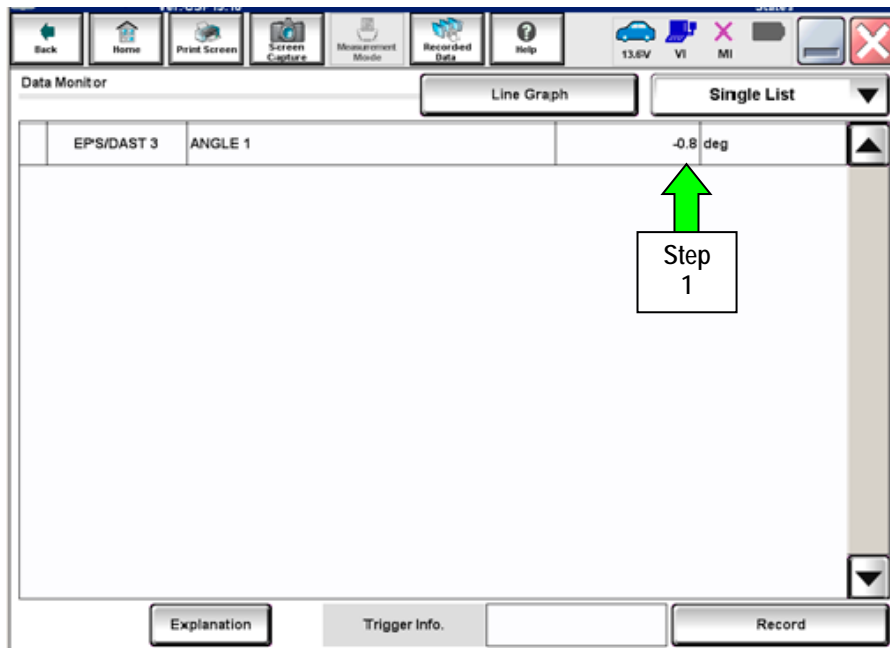 Back
Home
Print Screen
Screen
Capture
Measurement
Mode
Recorded
Data
Help
13.6V
VI
MI
Data Monitor
Line Graph
Single List
EPS/DAST 3
ANGLE 1
-0.8
deg
Step
1
Explanation
Trigger Info.
Record